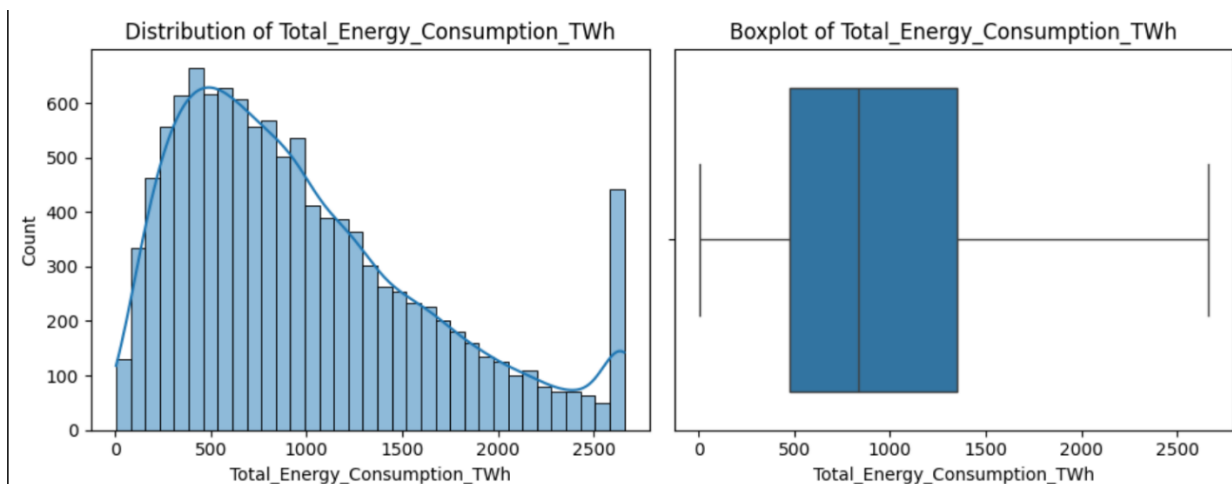 Distribution of Total_Energy_Consumption_TWh
Count
600
500
400
300
200
100
0
0 500 1000 1500 2000 2500
Total_Energy_Consumption_TWh
Boxplot of Total_Energy_Consumption_TWh
0 500 1000 1500 2000 2500
Total_Energy_Consumption_TWh